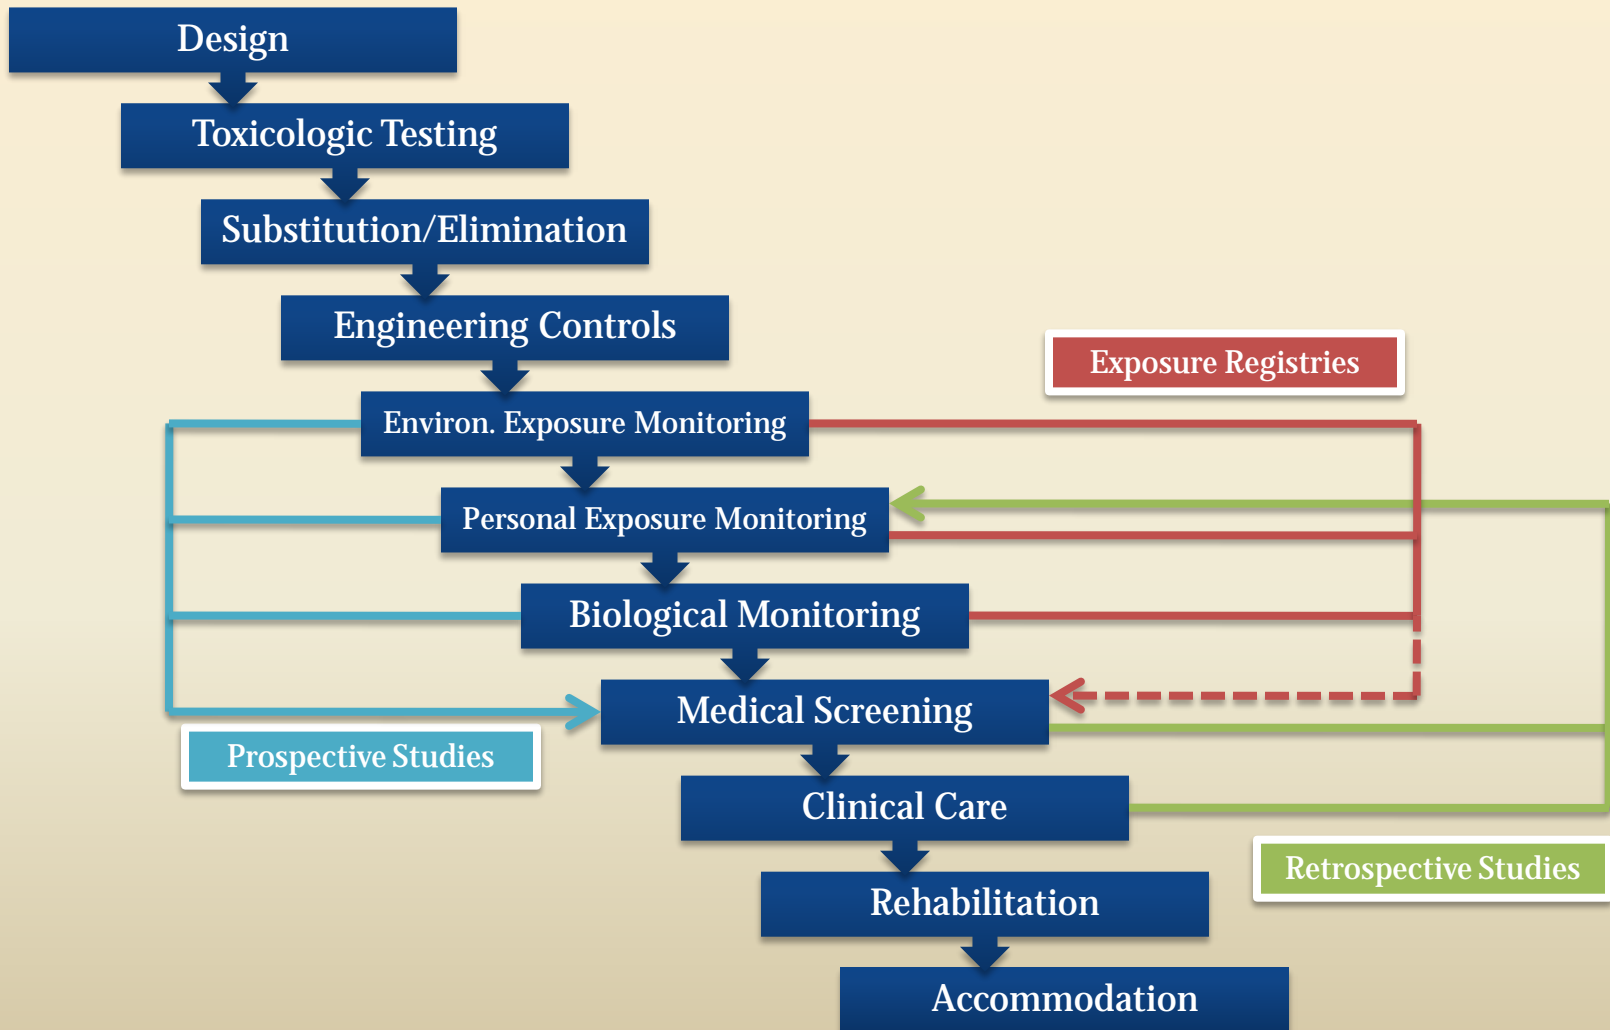 Design
Toxicologic Testing
Substitution/Elimination
Engineering Controls
Exposure Registries
Environ. Exposure Monitoring
Personal Exposure Monitoring
Biological Monitoring
Medical Screening
Prospective Studies
Clinical Care
Retrospective Studies
Rehabilitation
Accommodation